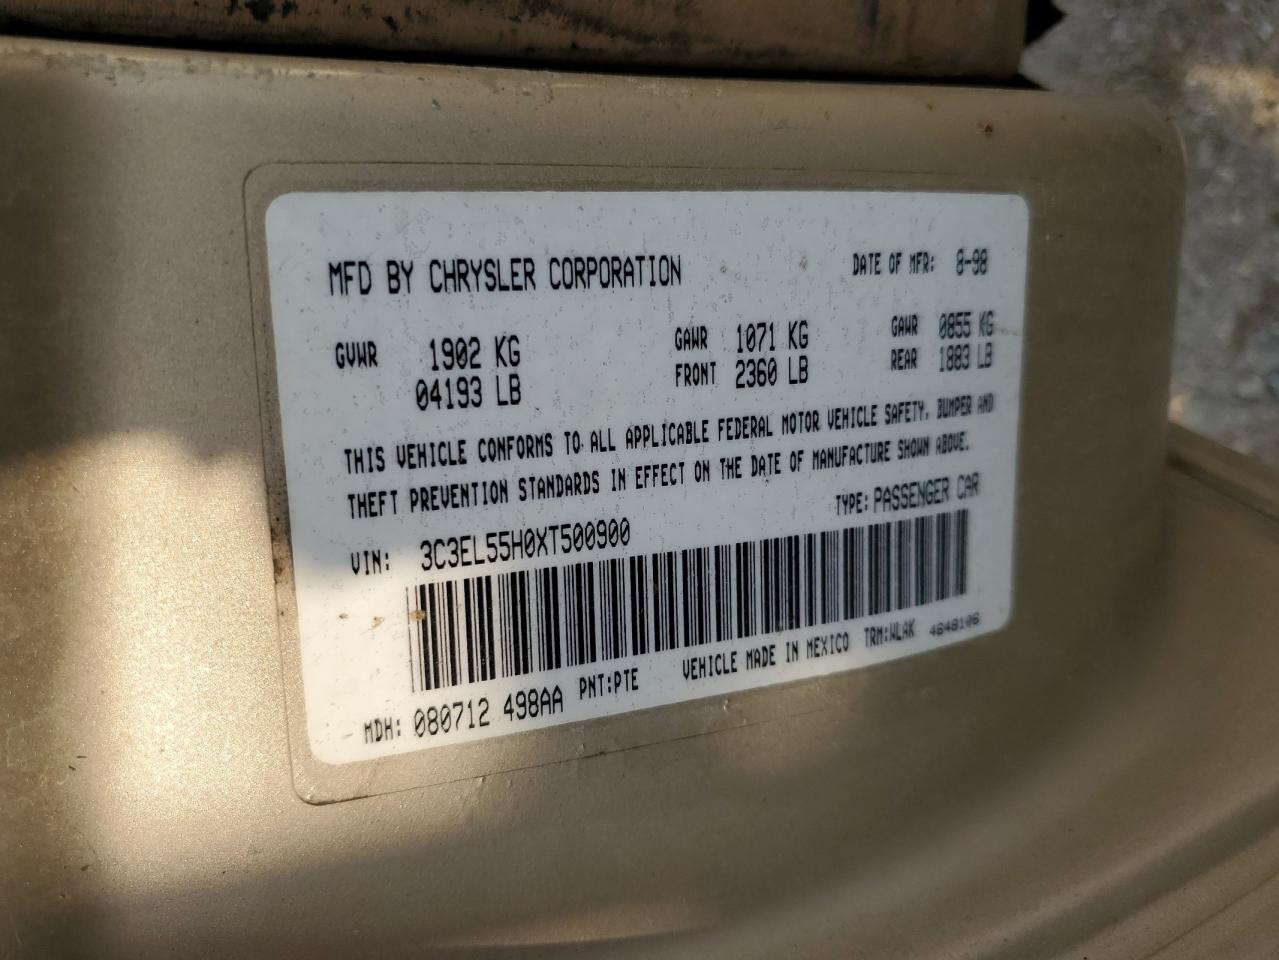 MFD BY CHRYSLER CORPORATION DATE OF MFR: 8-98
GVWR 1902 KG GAWR 1071 KG GAWR 0855 KG
04193 LB FRONT 2360 LB REAR 1883 LB
THIS VEHICLE CONFORMS TO ALL APPLICABLE FEDERAL MOTOR VEHICLE SAFETY, BUMPER AND
THEFT PREVENTION STANDARDS IN EFFECT ON THE DATE OF MANUFACTURE SHOWN ABOVE.
VIN: 3C3EL55H0XT500900 TYPE: PASSENGER CAR
MDH: 080712 498AA PNT:PTE VEHICLE MADE IN MEXICO TRM:WLAK 4648106